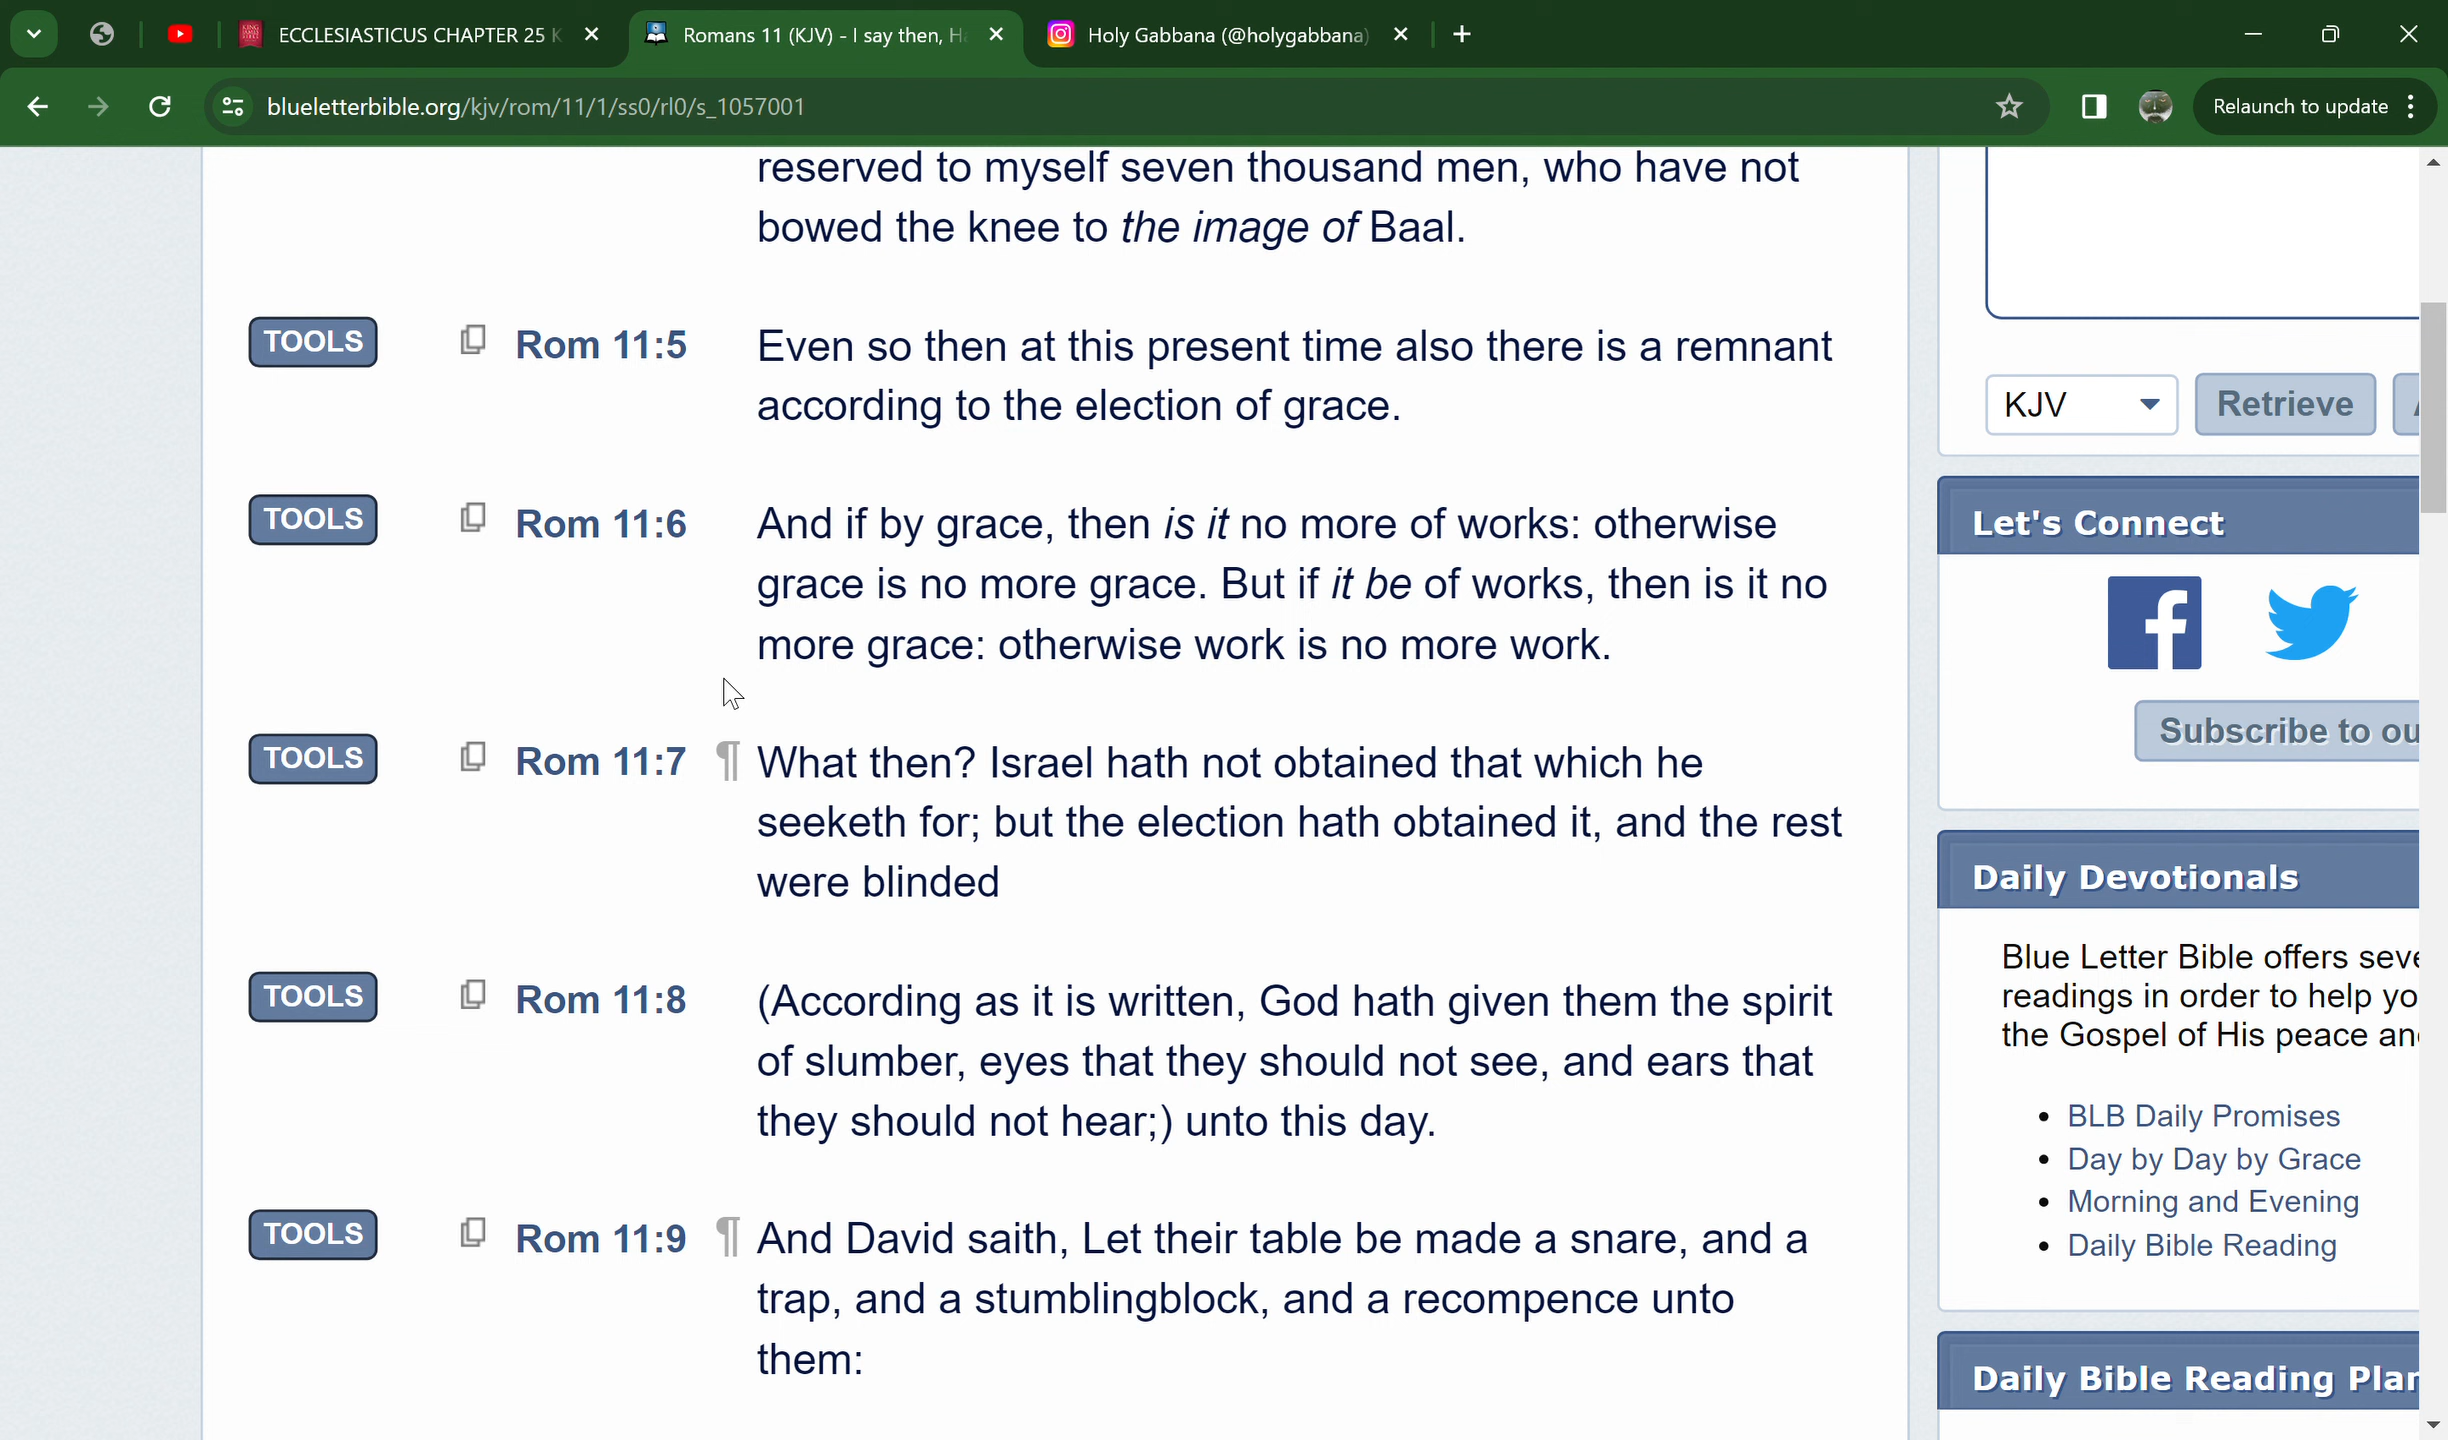 ECCLESIASTICUS CHAPTER 25 K
Romans 11 (KJV) - I say then, Ha
Holy Gabbana (@holygabbana)
blueletterbible.org/kjv/rom/11/1/ss0/rl0/s_1057001
Relaunch to update
reserved to myself seven thousand men, who have not
bowed the knee to the image of Baal.
TOOLS
Rom 11:5
Even so then at this present time also there is a remnant
according to the election of grace.
TOOLS
Rom 11:6
And if by grace, then is it no more of works: otherwise
grace is no more grace. But if it be of works, then is it no
more grace: otherwise work is no more work.
TOOLS
Rom 11:7
¶ What then? Israel hath not obtained that which he
seeketh for; but the election hath obtained it, and the rest
were blinded
TOOLS
Rom 11:8
(According as it is written, God hath given them the spirit
of slumber, eyes that they should not see, and ears that
they should not hear;) unto this day.
TOOLS
Rom 11:9
¶ And David saith, Let their table be made a snare, and a
trap, and a stumblingblock, and a recompence unto
them:
KJV
Retrieve
Let's Connect
Subscribe to ou
Daily Devotionals
Blue Letter Bible offers seve
readings in order to help yo
the Gospel of His peace an
• BLB Daily Promises
• Day by Day by Grace
• Morning and Evening
• Daily Bible Reading
Daily Bible Reading Plan